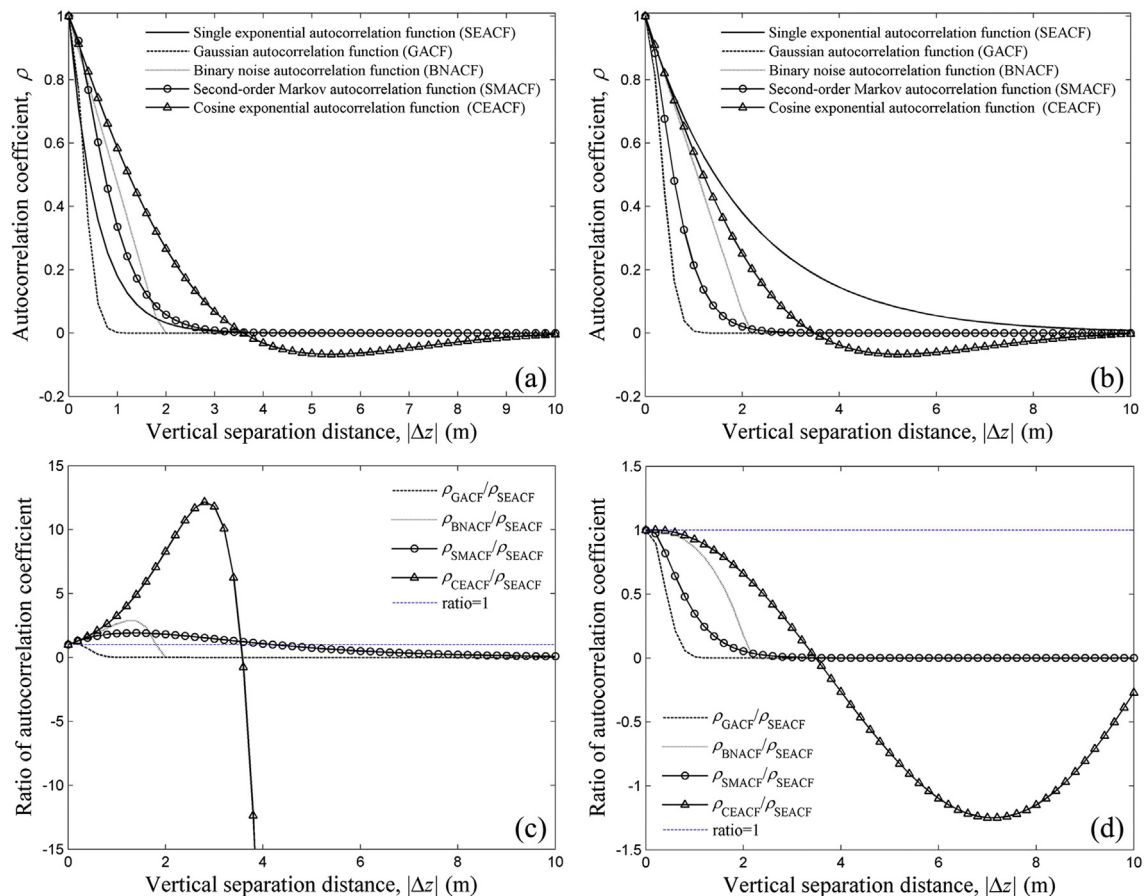 1
0.8
0.6
0.4
0.2
0
-0.2
Autocorrelation coefficient, ρ
Single exponential autocorrelation function (SEACF)
Gaussian autocorrelation function (GACF)
Binary noise autocorrelation function (BNACF)
Second-order Markov autocorrelation function (SMACF)
Cosine exponential autocorrelation function (CEACF)
(a)
0 1 2 3 4 5 6 7 8 9 10
Vertical separation distance, |Δz| (m)
1
0.8
0.6
0.4
0.2
0
-0.2
Autocorrelation coefficient, ρ
Single exponential autocorrelation function (SEACF)
Gaussian autocorrelation function (GACF)
Binary noise autocorrelation function (BNACF)
Second-order Markov autocorrelation function (SMACF)
Cosine exponential autocorrelation function (CEACF)
(b)
0 2 4 6 8 10
Vertical separation distance, |Δz| (m)
15
10
5
0
-5
-10
-15
Ratio of autocorrelation coefficient
ρGACF/ρSEACF
ρBNACF/ρSEACF
ρSMACF/ρSEACF
ρCEACF/ρSEACF
ratio=1
(c)
0 2 4 6 8 10
Vertical separation distance, |Δz| (m)
1.5
1
0.5
0
-0.5
-1
-1.5
Ratio of autocorrelation coefficient
ρGACF/ρSEACF
ρBNACF/ρSEACF
ρSMACF/ρSEACF
ρCEACF/ρSEACF
ratio=1
(d)
0 2 4 6 8 10
Vertical separation distance, |Δz| (m)